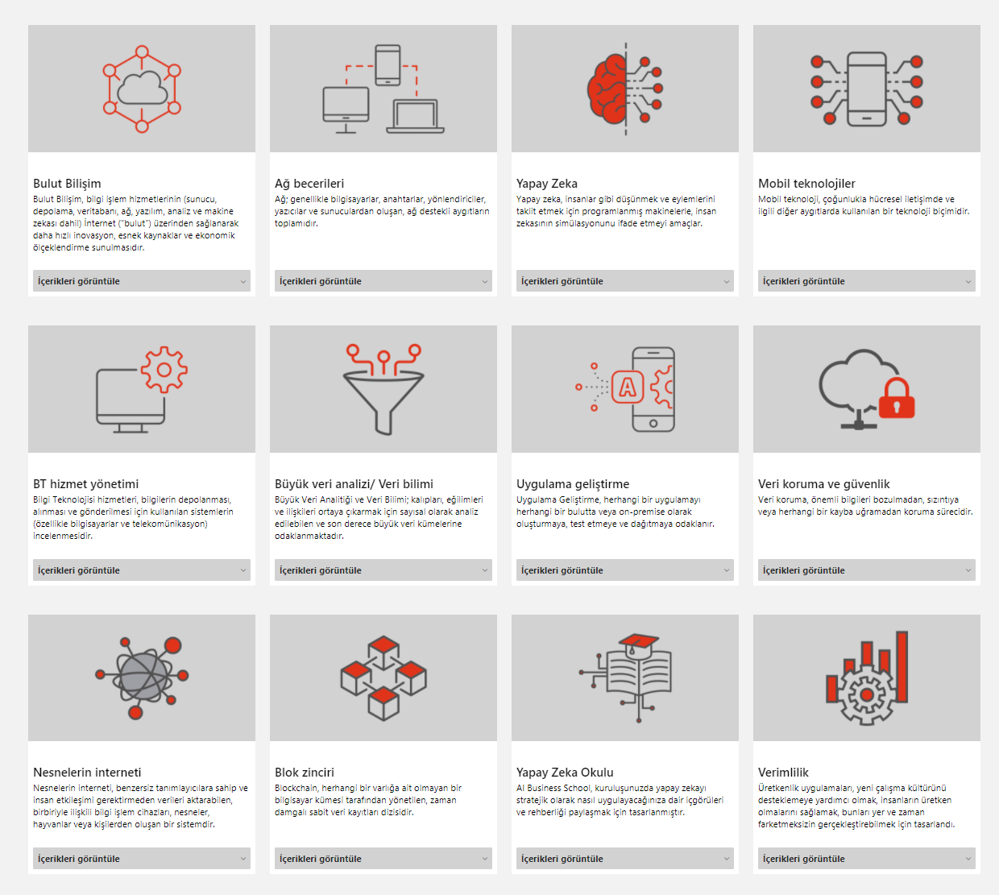 Bulut Bilişim
Bulut Bilişim, bilgi işlem hizmetlerinin (sunucu,
depolama, veritabanı, ağ, yazılım, analiz ve makine
zekası dahil) İnternet ("bulut") üzerinden sağlanarak
daha hızlı inovasyon, esnek kaynaklar ve ekonomik
ölçeklendirme sunulmasıdır.
İçerikleri görüntüle
Ağ becerileri
Ağ; genellikle bilgisayarlar, anahtarlar, yönlendiriciler,
yazıcılar ve sunuculardan oluşan, ağ destekli aygıtların
toplamıdır.
İçerikleri görüntüle
Yapay Zeka
Yapay zeka, insanlar gibi düşünmek ve eylemlerini
taklit etmek için programlanmış makinelerle, insan
zekasının simülasyonunu ifade etmeyi amaçlar.
İçerikleri görüntüle
Mobil teknolojiler
Mobil teknoloji, çoğunlukla hücresel iletişimde ve
ilgili diğer aygıtlarda kullanılan bir teknoloji biçimidir.
İçerikleri görüntüle
BT hizmet yönetimi
Bilgi Teknolojisi hizmetleri, bilgilerin depolanması,
alınması ve gönderilmesi için kullanılan sistemlerin
(özellikle bilgisayarlar ve telekomünikasyon)
incelenmesidir.
İçerikleri görüntüle
Büyük veri analizi/ Veri bilimi
Büyük Veri Analitiği ve Veri Bilimi; kalıpları, eğilimleri
ve ilişkileri ortaya çıkarmak için sayısal olarak analiz
edilebilen ve son derece büyük veri kümelerine
odaklanmaktadır.
İçerikleri görüntüle
A
Uygulama geliştirme
Uygulama Geliştirme, herhangi bir uygulamayı
herhangi bir bulutta veya on-premise olarak
oluşturmaya, test etmeye ve dağıtmaya odaklanır.
İçerikleri görüntüle
Veri koruma ve güvenlik
Veri koruma, önemli bilgileri bozulmadan, sızıntıya
veya herhangi bir kayba uğramadan koruma sürecidir.
İçerikleri görüntüle
Nesnelerin interneti
Nesnelerin interneti, benzersiz tanımlayıcılara sahip ve
insan etkileşimi gerektirmeden verileri aktarabilen,
birbiriyle ilişkili bilgi işlem cihazları, nesneler,
hayvanlar veya kişilerden oluşan bir sistemdir.
İçerikleri görüntüle
Blok zinciri
Blockchain, herhangi bir varlığa ait olmayan bir
bilgisayar kümesi tarafından yönetilen, zaman
damgalı sabit veri kayıtları dizisidir.
İçerikleri görüntüle
Yapay Zeka Okulu
AI Business School, kuruluşunuzda yapay zekayı
stratejik olarak nasıl uygulayacağınıza dair içgörüleri
ve rehberliği paylaşmak için tasarlanmıştır.
İçerikleri görüntüle
Verimlilik
Üretkenlik uygulamaları, yeni çalışma kültürünü
desteklemeye yardımcı olmak, insanların üretken
olmalarını sağlamak, bunları yer ve zaman
farketmeksizin gerçekleştirebilmek için tasarlandı.
İçerikleri görüntüle